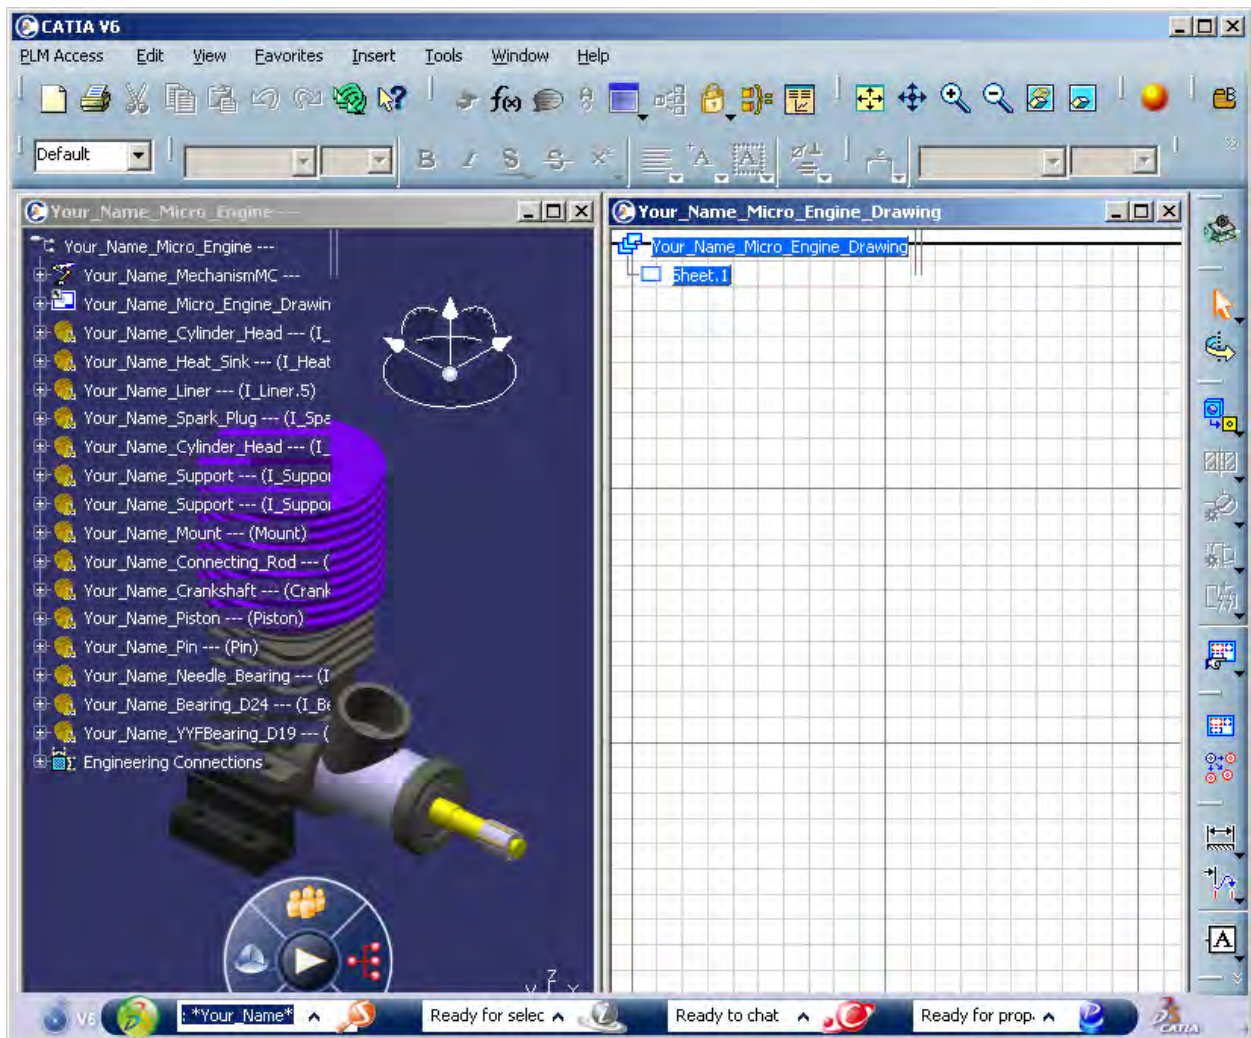 CATIA V6
PLM Access Edit View Favorites Insert Tools Window Help
f(x)
Default
B I S S x A A
Your_Name_Micro_Engine ---
Your_Name_Micro_Engine ---
Your_Name_MechanismMC ---
Your_Name_Micro_Engine_Drawin
Your_Name_Cylinder_Head --- (I_
Your_Name_Heat_Sink --- (I_Heat
Your_Name_Liner --- (I_Liner.5)
Your_Name_Spark_Plug --- (I_Spa
Your_Name_Cylinder_Head --- (I_
Your_Name_Support --- (I_Suppor
Your_Name_Support --- (I_Suppor
Your_Name_Mount --- (Mount)
Your_Name_Connecting_Rod --- (
Your_Name_Crankshaft --- (Crank
Your_Name_Piston --- (Piston)
Your_Name_Pin --- (Pin)
Your_Name_Needle_Bearing --- (I
Your_Name_Bearing_D24 --- (I_Be
Your_Name_YYFBearing_D19 --- (
Engineering Connections
z
y x
Your_Name_Micro_Engine_Drawing
Your_Name_Micro_Engine_Drawing
Sheet.1
A
V6 : *Your_Name* Ready for selec Ready to chat Ready for prop. CATIA